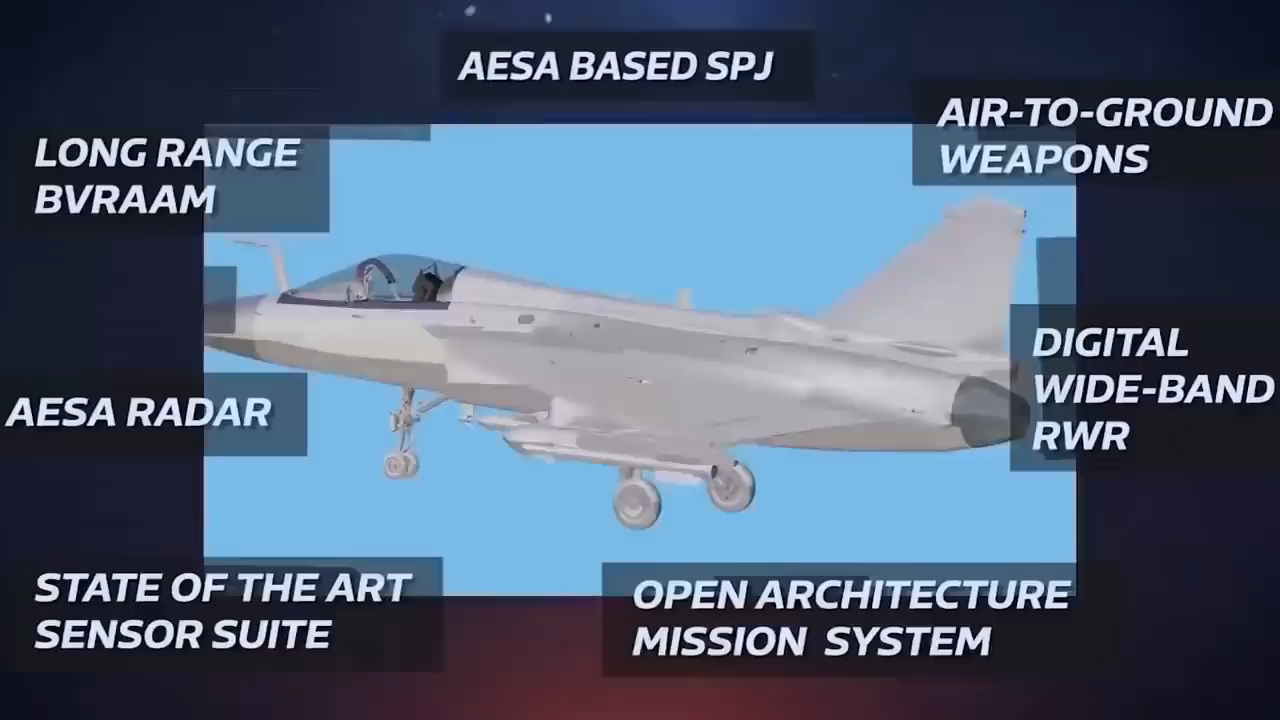 AESA BASED SPJ
LONG RANGE
BVRAAM
AIR-TO-GROUND
WEAPONS
AESA RADAR
DIGITAL
WIDE-BAND
RWR
STATE OF THE ART
SENSOR SUITE
OPEN ARCHITECTURE
MISSION SYSTEM